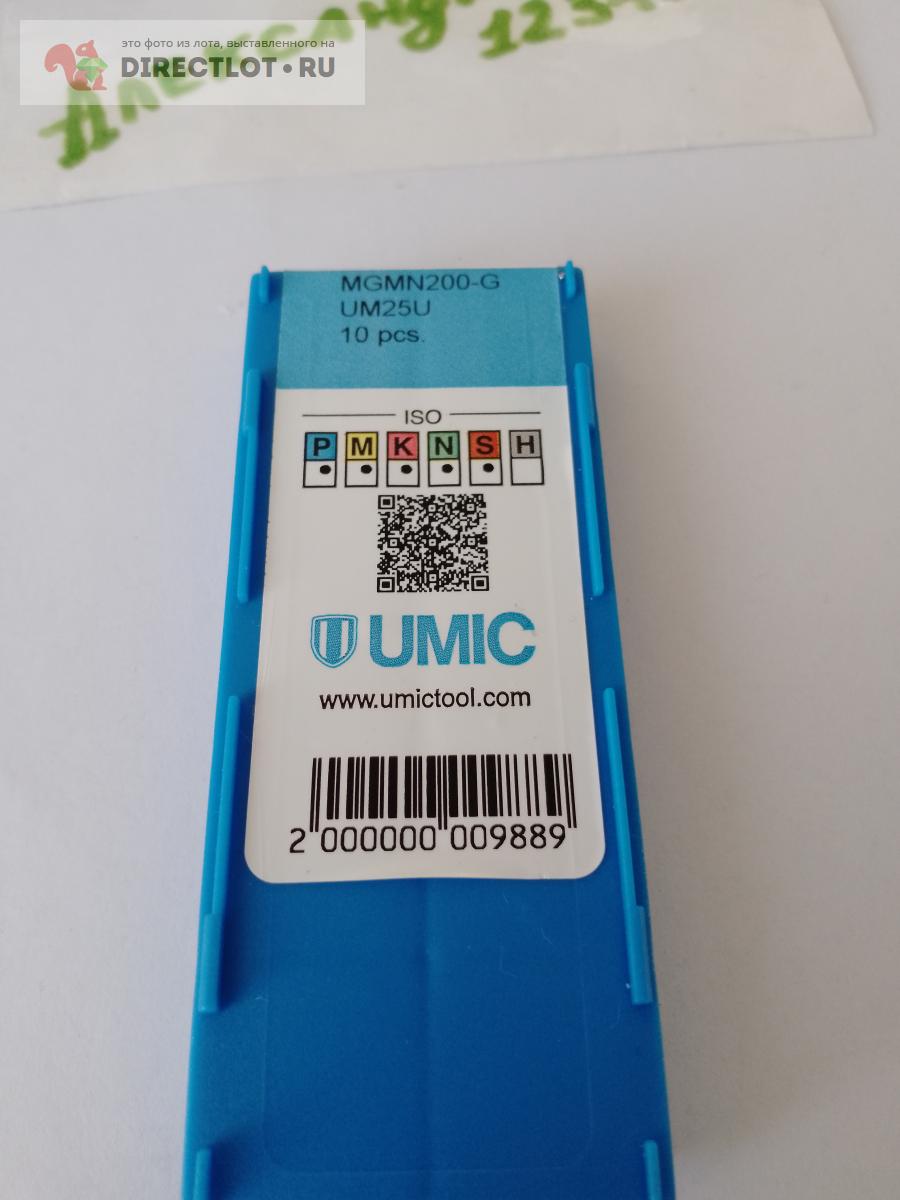 это фото из лота, выставленного на
DIRECTLOT•RU
MGMN200-G
UM25U
10 pcs.
ISO
P M K N S H
UMIC
www.umictool.com
2 000000 009889